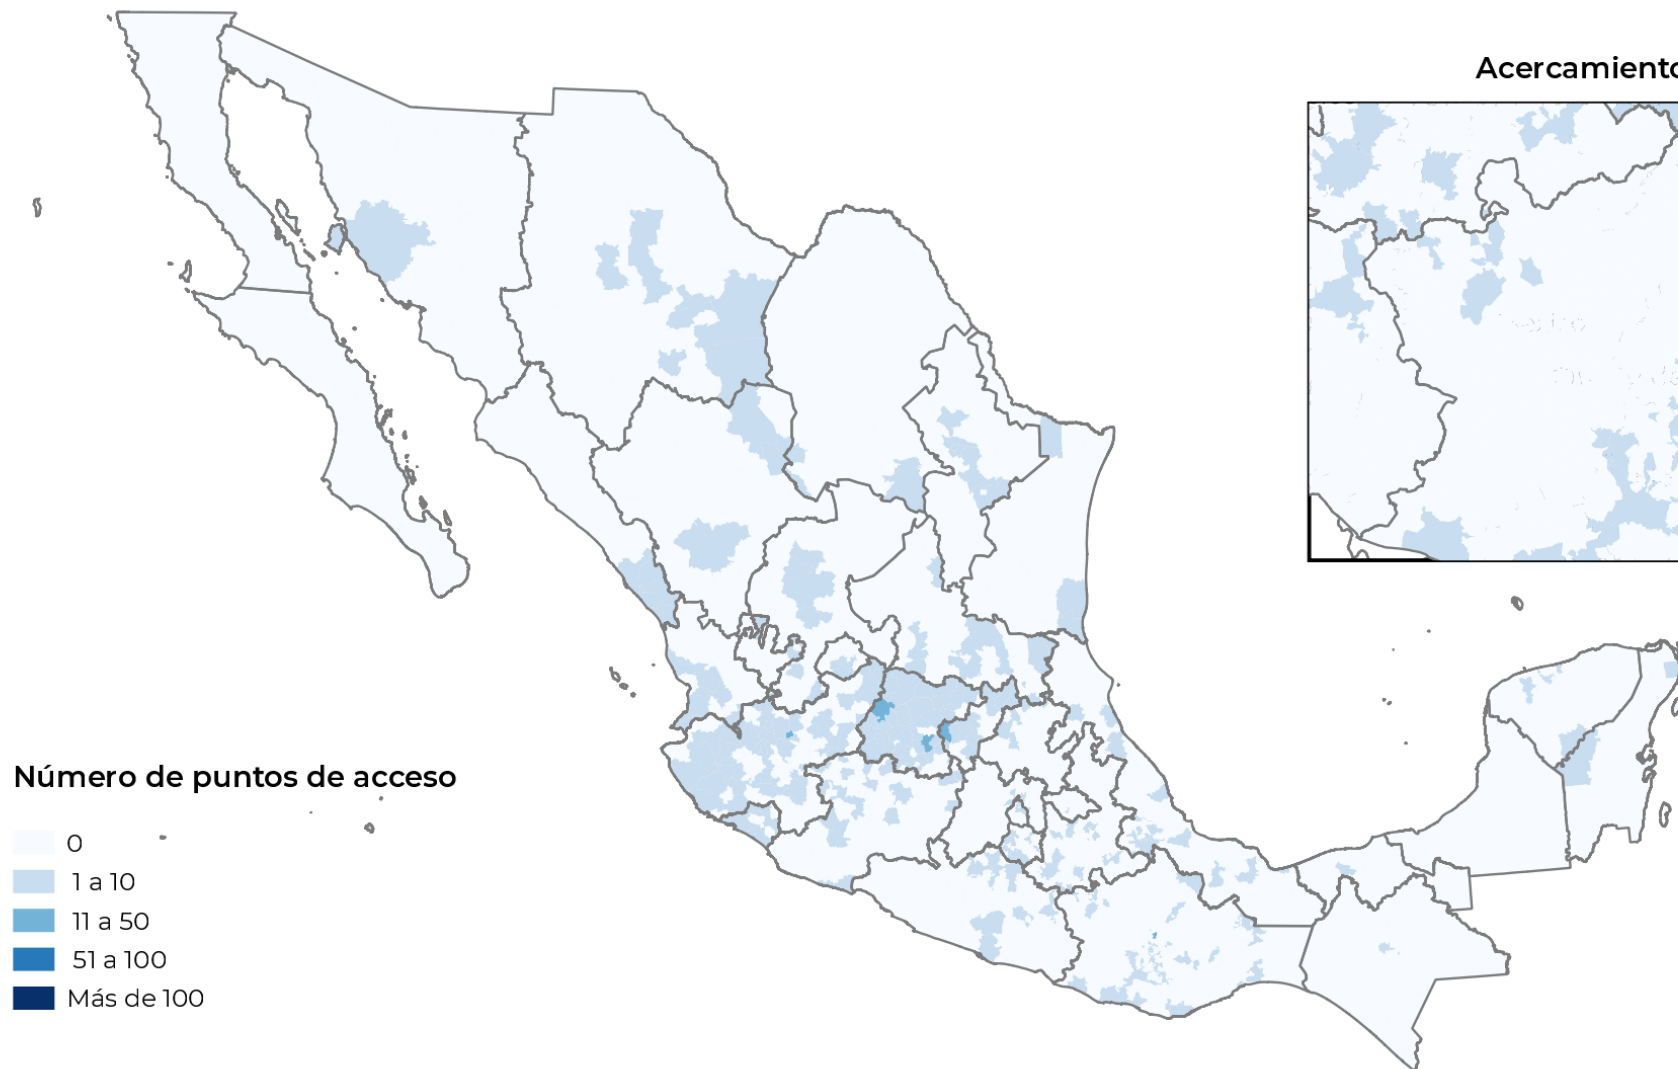 Acercamiento
Número de puntos de acceso
0
1 a 10
11 a 50
51 a 100
Más de 100